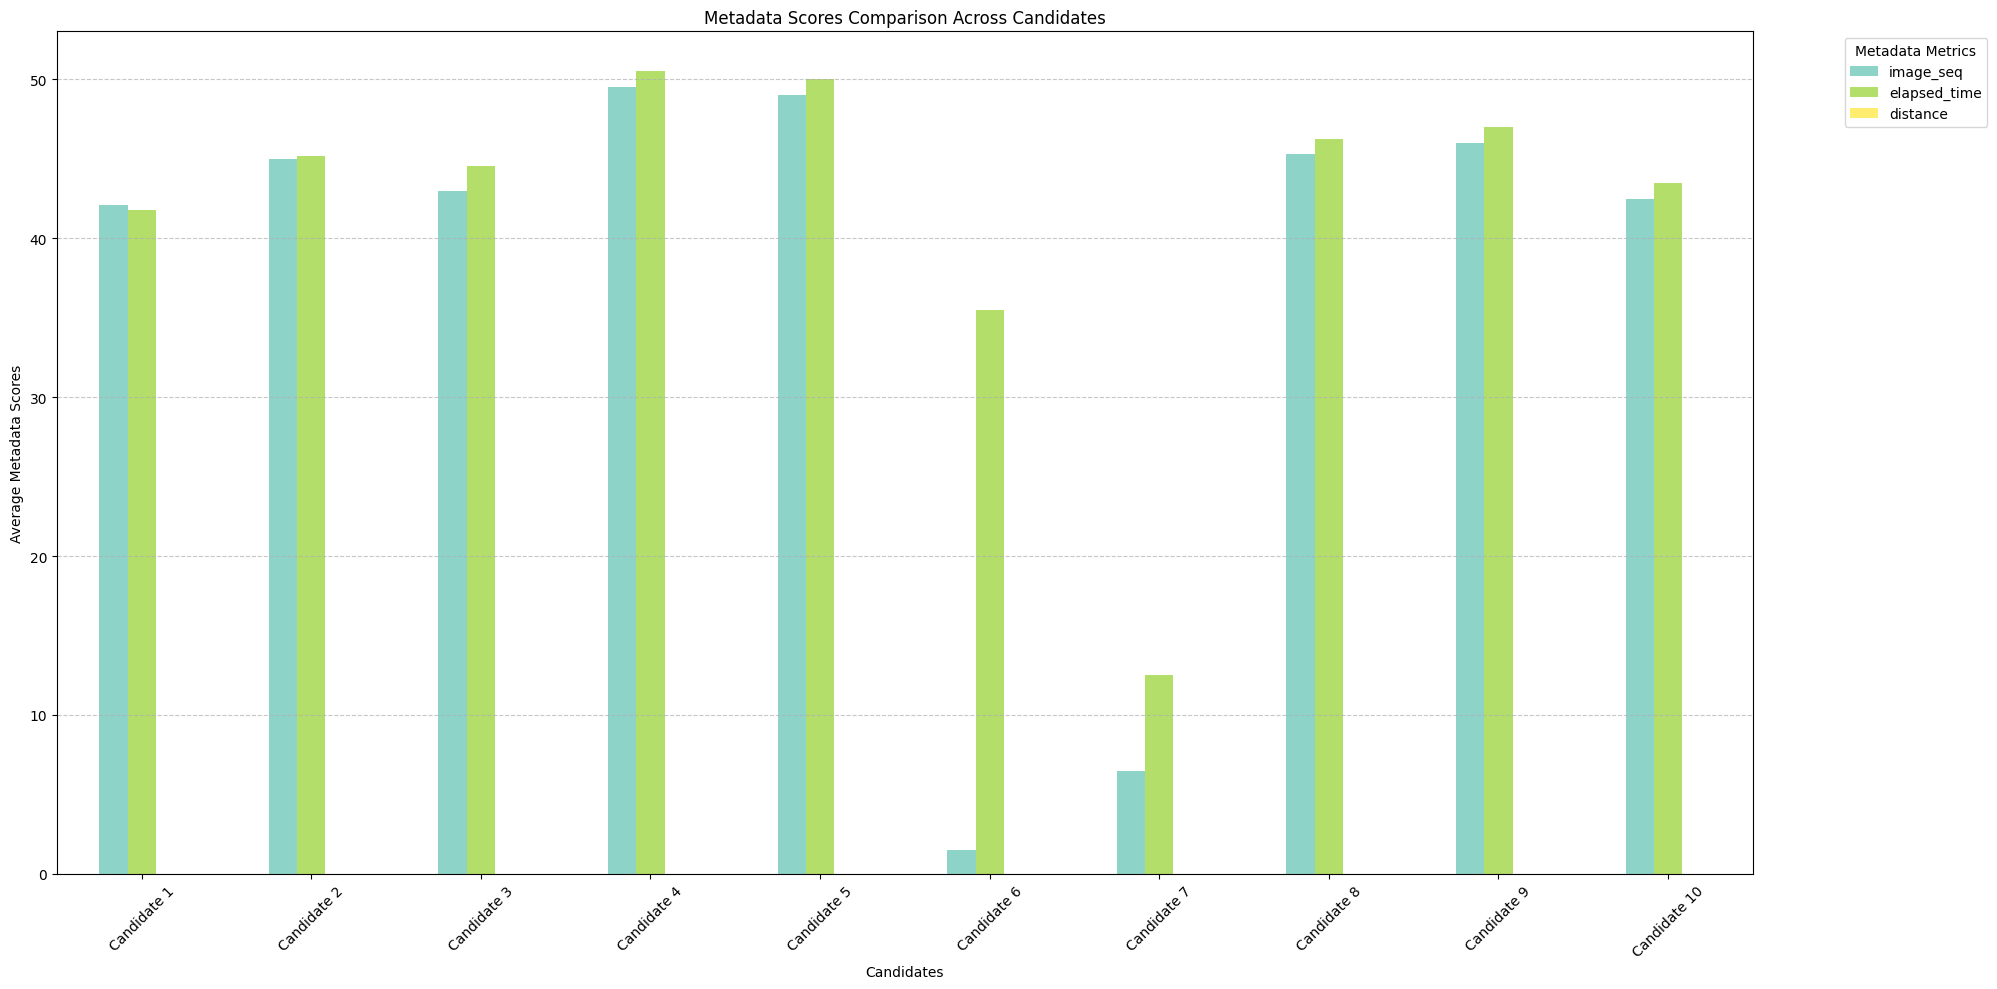 Metadata Scores Comparison Across Candidates
Metadata Metrics
image_seq
elapsed_time
distance
Average Metadata Scores
50
40
30
20
10
0
Candidate 1
Candidate 2
Candidate 3
Candidate 4
Candidate 5
Candidate 6
Candidate 7
Candidate 8
Candidate 9
Candidate 10
Candidates